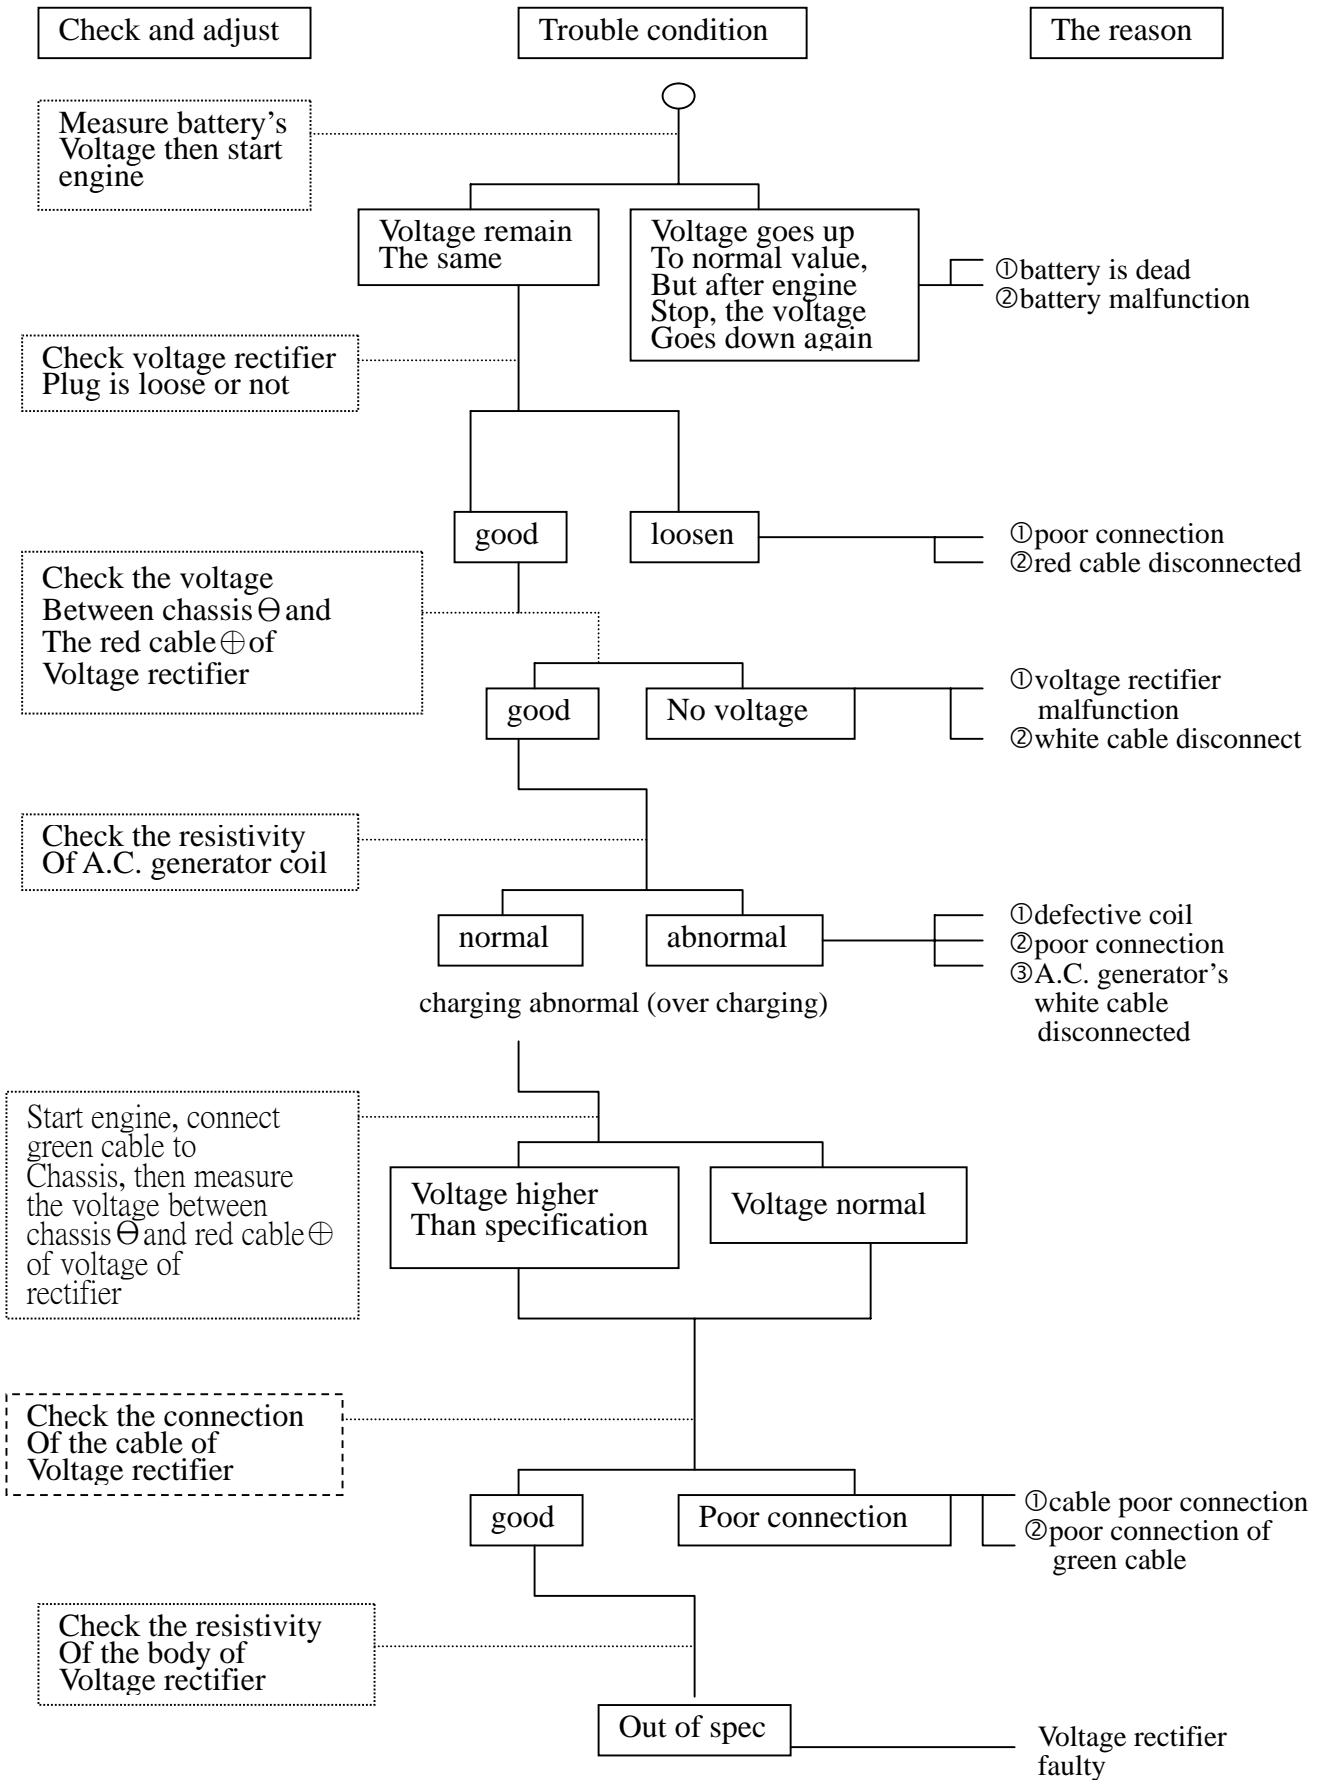 Check and adjust
Trouble condition
The reason
Measure battery’s
Voltage then start
engine
Voltage remain
The same
Voltage goes up
To normal value,
But after engine
Stop, the voltage
Goes down again
①battery is dead
②battery malfunction
Check voltage rectifier
Plug is loose or not
good
loosen
①poor connection
②red cable disconnected
Check the voltage
Between chassis⊖and
The red cable⊕of
Voltage rectifier
good
No voltage
①voltage rectifier
malfunction
②white cable disconnect
Check the resistivity
Of A.C. generator coil
normal
abnormal
①defective coil
②poor connection
③A.C. generator’s
white cable
disconnected
charging abnormal (over charging)
Start engine, connect
green cable to
Chassis, then measure
the voltage between
chassis⊖and red cable⊕
of voltage of
rectifier
Voltage higher
Than specification
Voltage normal
Check the connection
Of the cable of
Voltage rectifier
good
Poor connection
①cable poor connection
②poor connection of
green cable
Check the resistivity
Of the body of
Voltage rectifier
Out of spec
Voltage rectifier
faulty